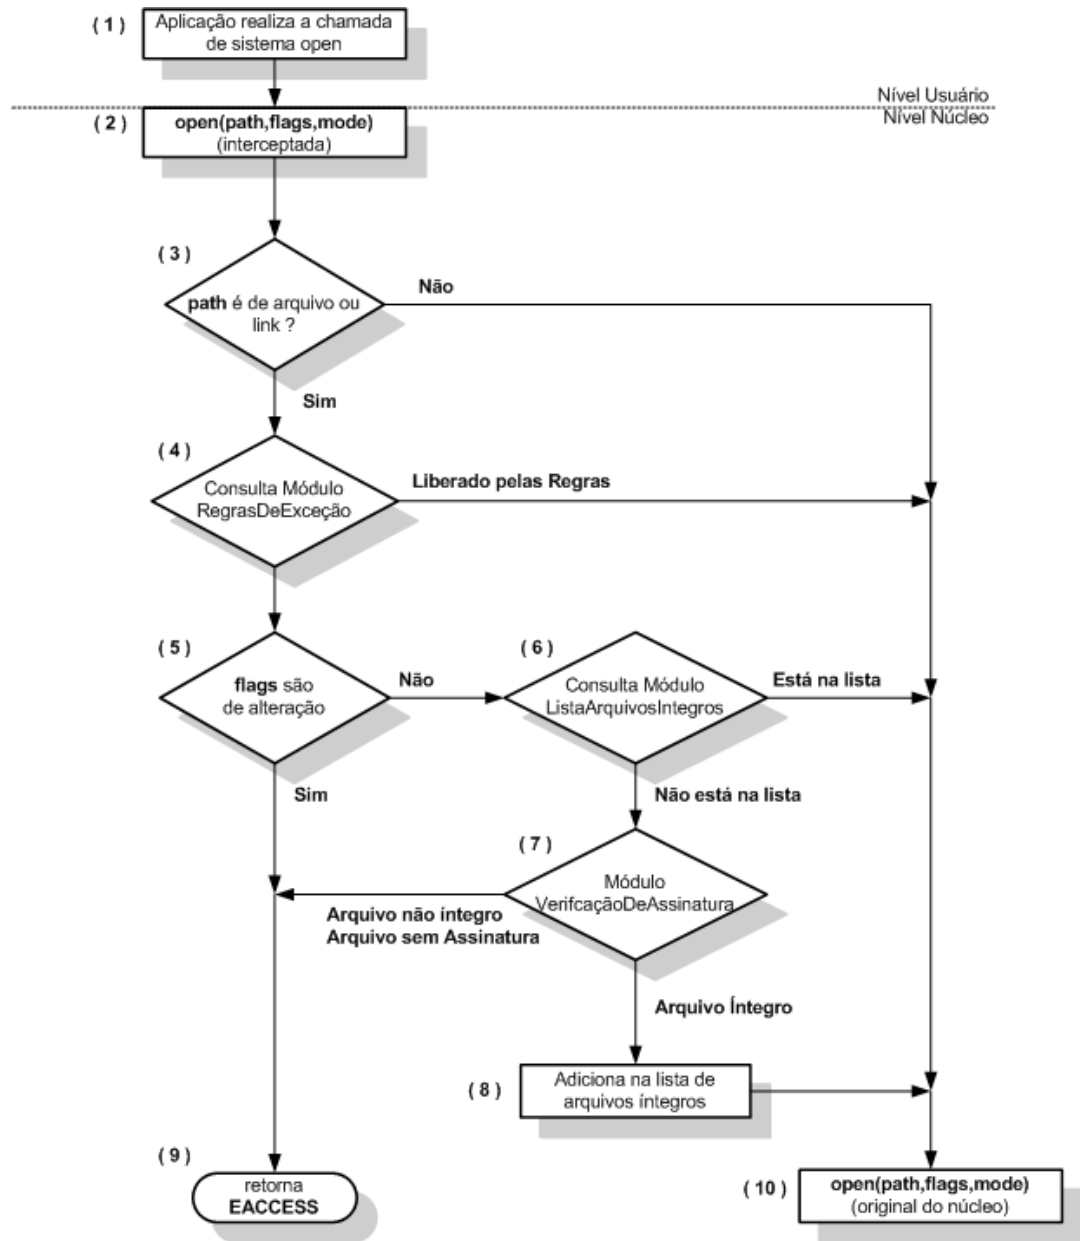 ( 1 )
Aplicação realiza a chamada
de sistema open
Nível Usuário
Nível Núcleo
( 2 )
open(path,flags,mode)
(interceptada)
( 3 )
path é de arquivo ou
link ?
Não
Sim
( 4 )
Consulta Módulo
RegrasDeExceção
Liberado pelas Regras
( 5 )
flags são
de alteração
Não
Sim
( 6 )
Consulta Módulo
ListaArquivosIntegros
Está na lista
Não está na lista
( 7 )
Módulo
VerifcaçãoDeAssinatura
Arquivo não íntegro
Arquivo sem Assinatura
Arquivo Íntegro
( 8 )
Adiciona na lista de
arquivos íntegros
( 9 )
retorna
EACCESS
( 10 )
open(path,flags,mode)
(original do núcleo)